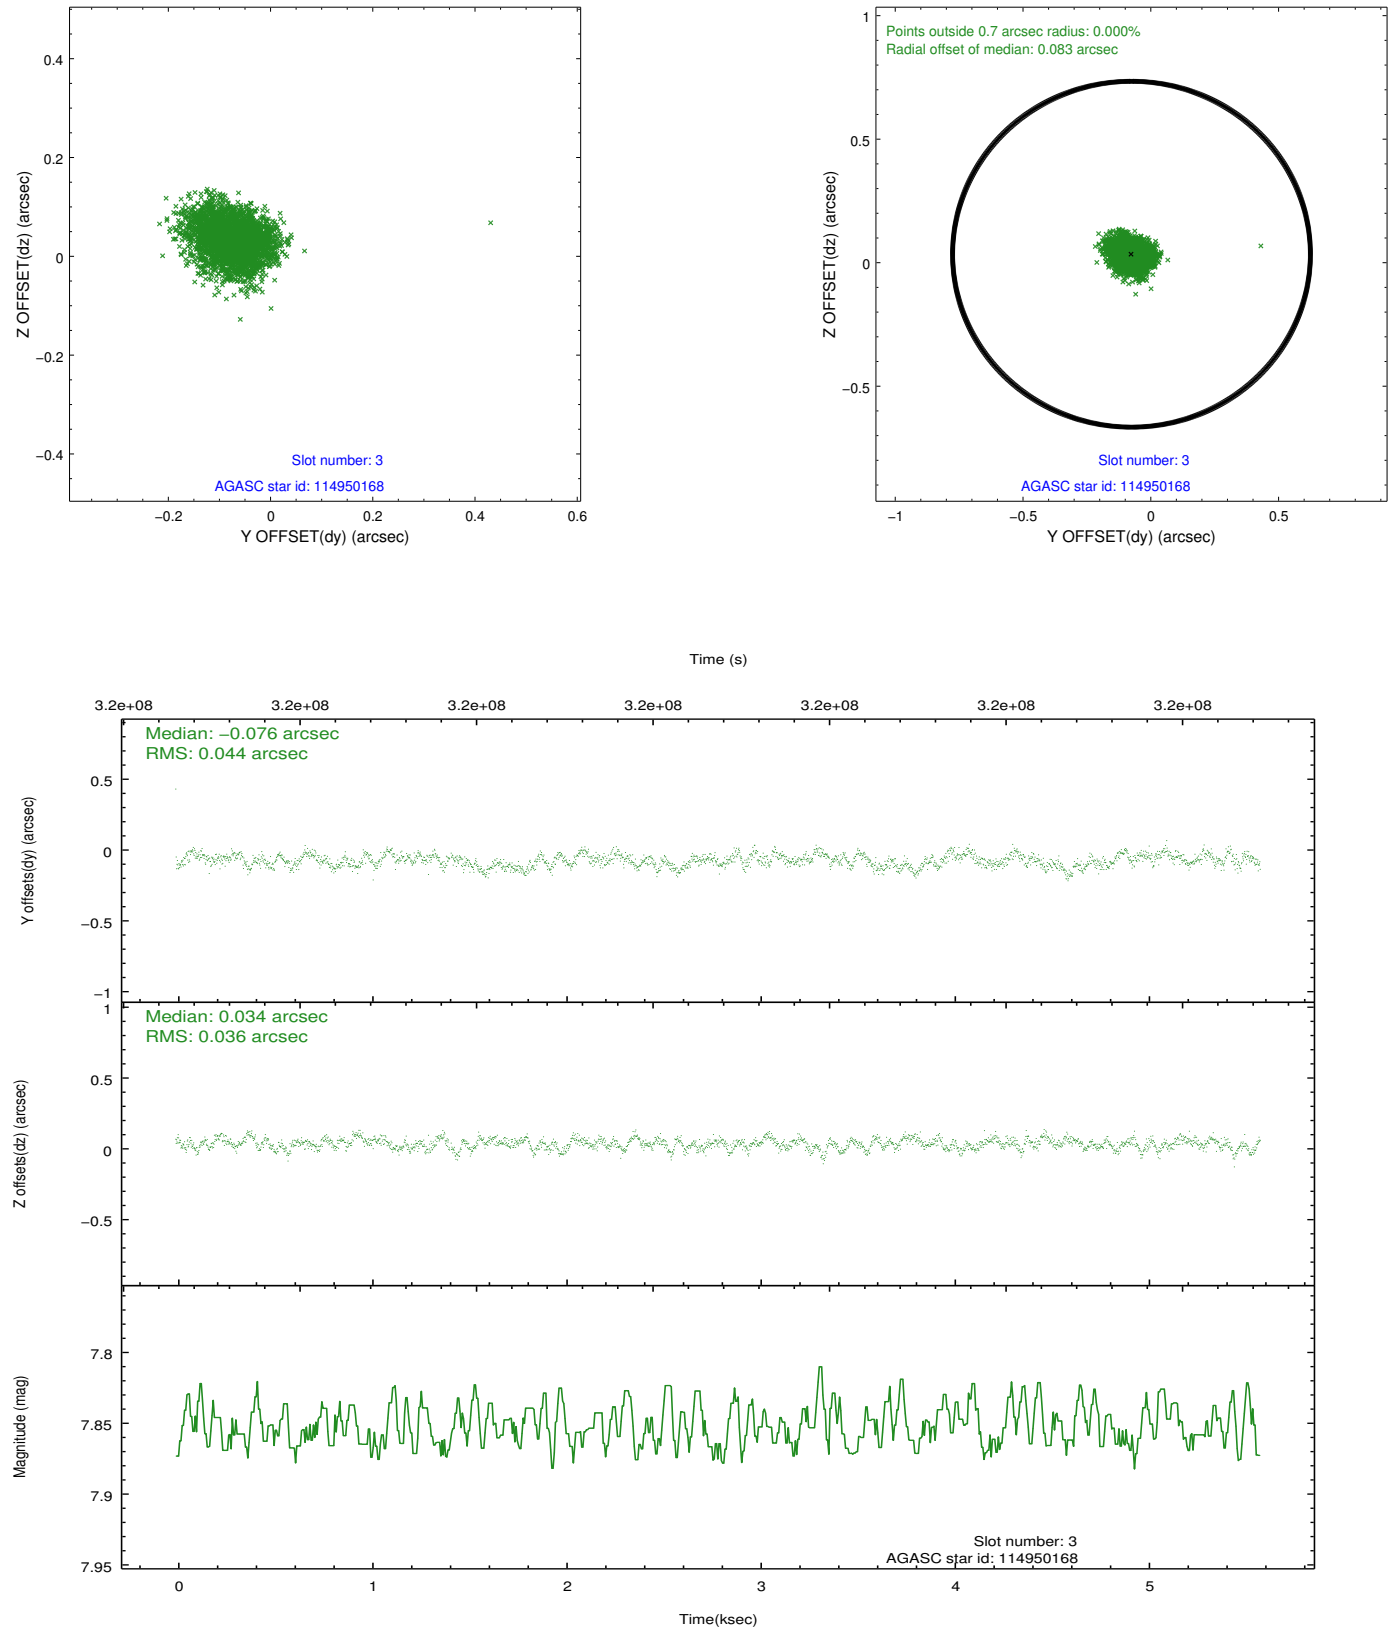 0.4
0.2
0
−0.2
−0.4
Z OFFSET(dz) (arcsec)
Slot number: 3
AGASC star id: 114950168
−0.2 0 0.2 0.4 0.6
Y OFFSET(dy) (arcsec)
Points outside 0.7 arcsec radius: 0.000%
Radial offset of median: 0.083 arcsec
1
0.5
0
−0.5
Z OFFSET(dz) (arcsec)
Slot number: 3
AGASC star id: 114950168
−1 −0.5 0 0.5
Y OFFSET(dy) (arcsec)
Time (s)
3.2e+08 3.2e+08 3.2e+08 3.2e+08 3.2e+08 3.2e+08 3.2e+08
Median: −0.076 arcsec
RMS: 0.044 arcsec
0.5
0
−0.5
−1
Y offsets(dy) (arcsec)
Median: 0.034 arcsec
RMS: 0.036 arcsec
1
0.5
0
−0.5
Z offsets(dz) (arcsec)
7.8
7.85
7.9
7.95
Magnitude (mag)
Slot number: 3
AGASC star id: 114950168
0 1 2 3 4 5
Time(ksec)